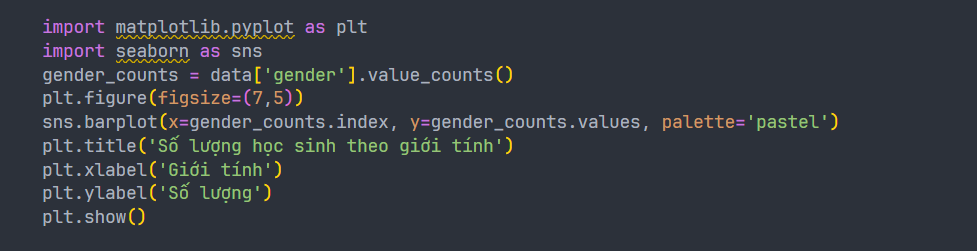 import matplotlib.pyplot as plt
import seaborn as sns
gender_counts = data['gender'].value_counts()
plt.figure(figsize=(7,5))
sns.barplot(x=gender_counts.index, y=gender_counts.values, palette='pastel')
plt.title('Số lượng học sinh theo giới tính')
plt.xlabel('Giới tính')
plt.ylabel('Số lượng')
plt.show()